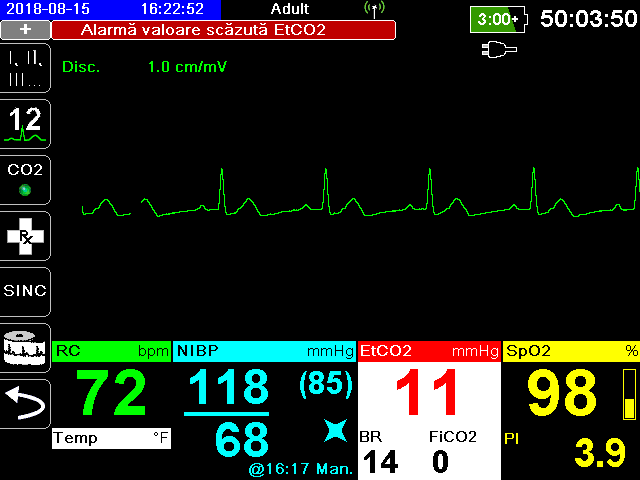 2018-08-15 16:22:52 Adult 3:00+ 50:03:50
+ Alarmă valoare scăzută EtCO2
I, II,
III...
Disc. 1.0 cm/mV
12
CO2
Rx
SINC
RC bpm NIBP mmHg EtCO2 mmHg SpO2 %
72 118 (85) 11 98
68
Temp °F BR FiCO2 PI
14 0 3.9
@16:17 Man.